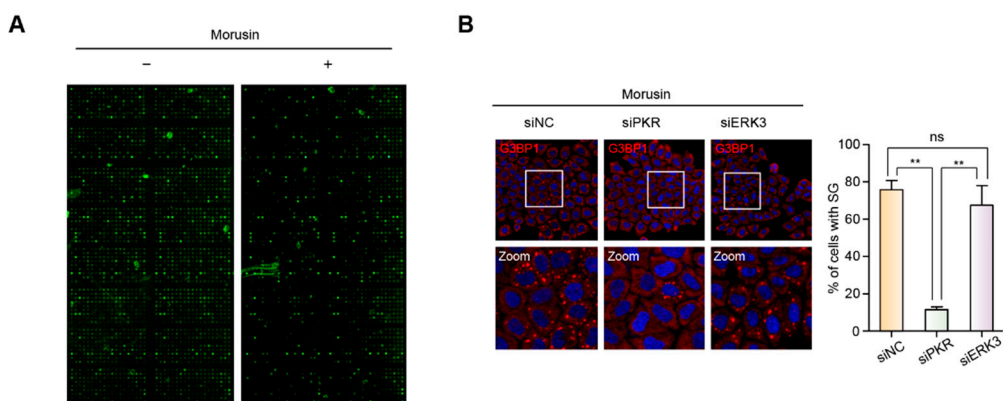 A
Morusin
– +
B
Morusin
siNC siPKR siERK3
G3BP1 G3BP1 G3BP1
Zoom Zoom Zoom
ns
** **
% of cells with SG
100
80
60
40
20
0
siNC siPKR siERK3